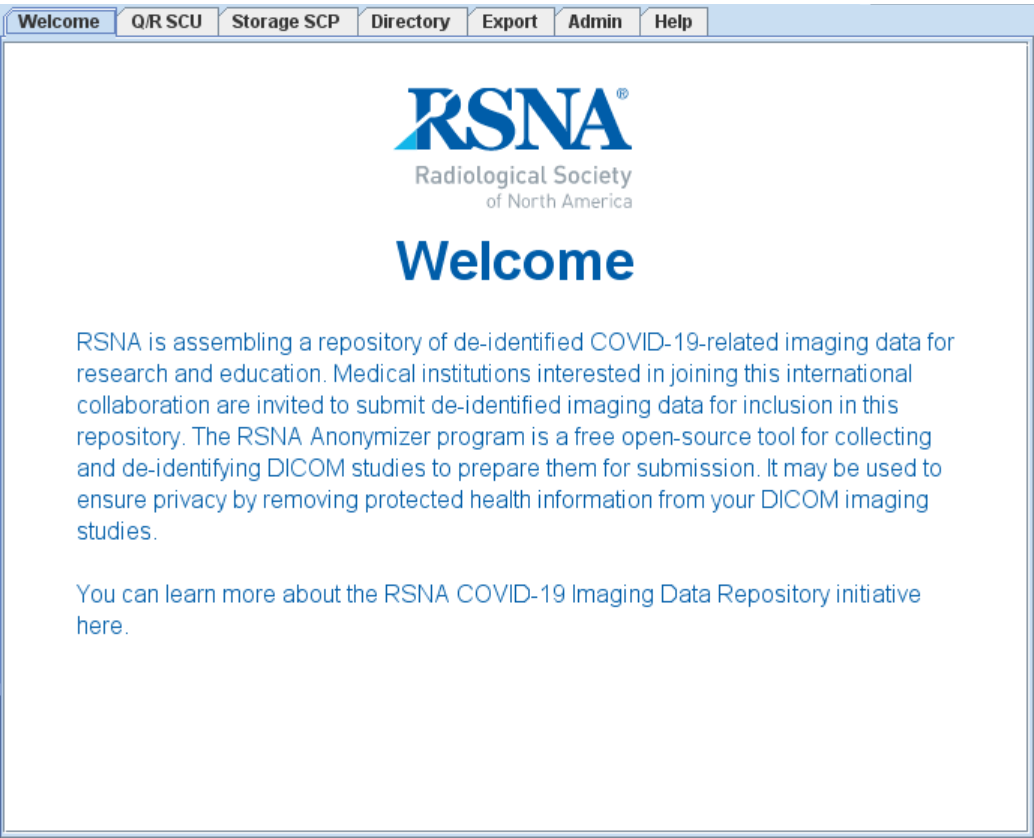 Welcome Q/R SCU Storage SCP Directory Export Admin Help
RSNA®
Radiological Society
of North America
Welcome
RSNA is assembling a repository of de-identified COVID-19-related imaging data for
research and education. Medical institutions interested in joining this international
collaboration are invited to submit de-identified imaging data for inclusion in this
repository. The RSNA Anonymizer program is a free open-source tool for collecting
and de-identifying DICOM studies to prepare them for submission. It may be used to
ensure privacy by removing protected health information from your DICOM imaging
studies.
You can learn more about the RSNA COVID-19 Imaging Data Repository initiative
here.